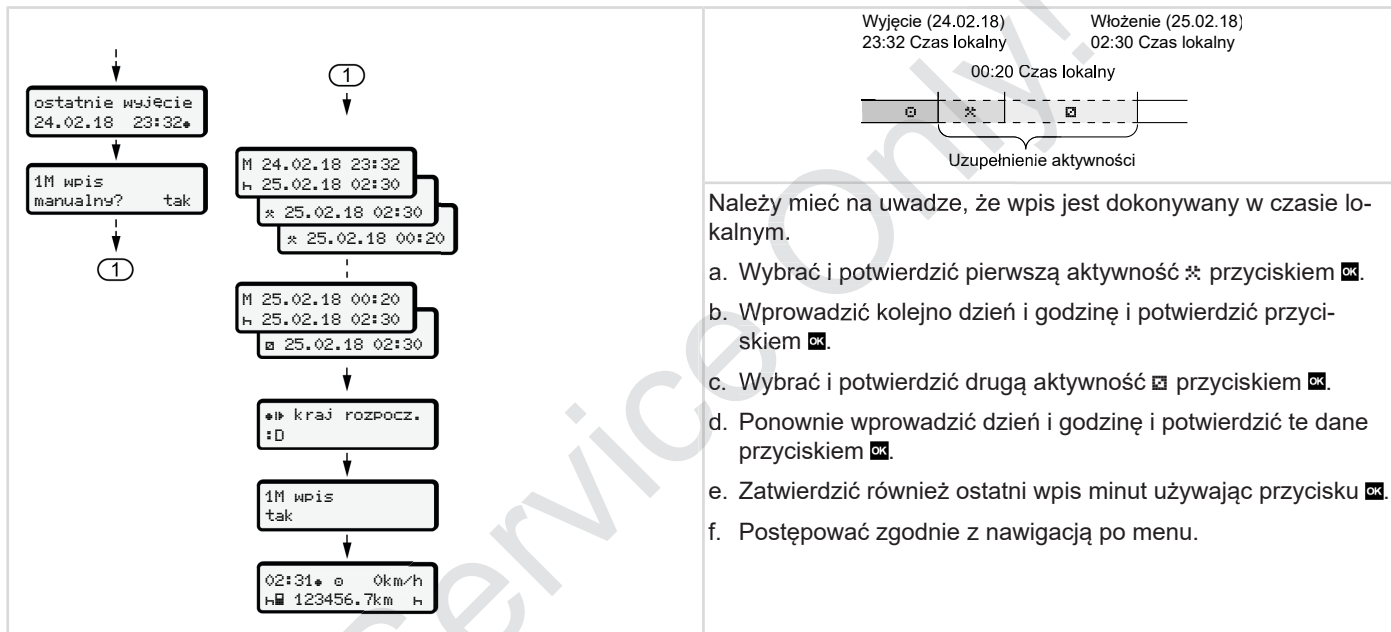 ostatnie wyjęcie
24.02.18 23:32
1M wpis
manualny? tak
1
1
M 24.02.18 23:32
h 25.02.18 02:30
25.02.18 02:30
25.02.18 00:20
M 25.02.18 00:20
h 25.02.18 02:30
25.02.18 02:30
kraj rozpocz.
:D
1M wpis
tak
02:31 0km/h
123456.7km h
Wyjęcie (24.02.18) Włożenie (25.02.18)
23:32 Czas lokalny 02:30 Czas lokalny
00:20 Czas lokalny
Uzupełnienie aktywności
Należy mieć na uwadze, że wpis jest dokonywany w czasie lo-
kalnym.
a. Wybrać i potwierdzić pierwszą aktywność przyciskiem OK.
b. Wprowadzić kolejno dzień i godzinę i potwierdzić przyci-
skiem OK.
c. Wybrać i potwierdzić drugą aktywność przyciskiem OK.
d. Ponownie wprowadzić dzień i godzinę i potwierdzić te dane
przyciskiem OK.
e. Zatwierdzić również ostatni wpis minut używając przycisku OK.
f. Postępować zgodnie z nawigacją po menu.
Service Only!